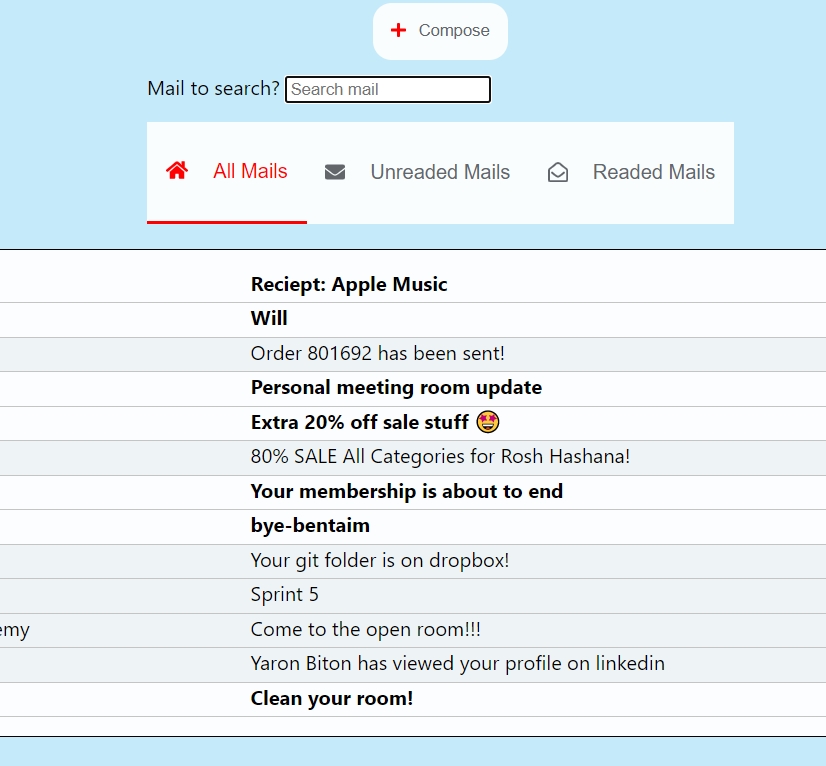 Compose
Mail to search? Search mail
All Mails Unreaded Mails Readed Mails
Reciept: Apple Music
Will
Order 801692 has been sent!
Personal meeting room update
Extra 20% off sale stuff 🤩
80% SALE All Categories for Rosh Hashana!
Your membership is about to end
bye-bentaim
Your git folder is on dropbox!
Sprint 5
emy Come to the open room!!!
Yaron Biton has viewed your profile on linkedin
Clean your room!